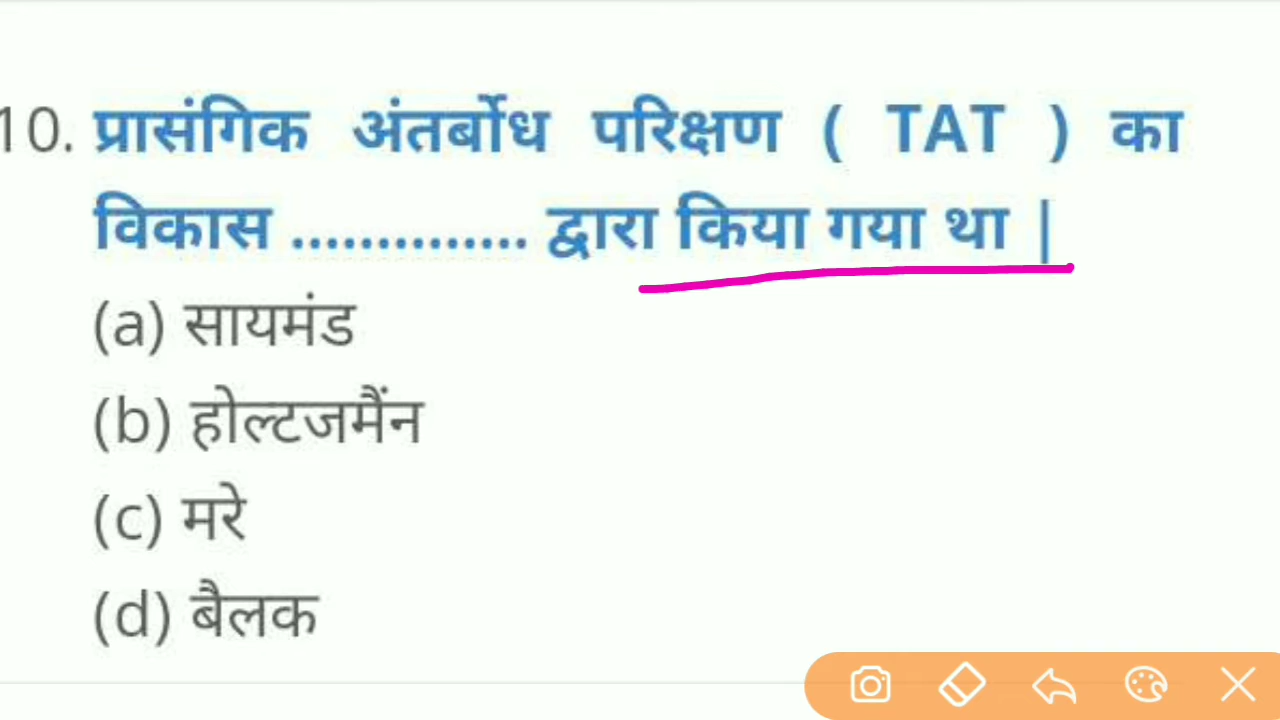 10. प्रासंगिक अंतर्बोध परिक्षण ( TAT ) का
विकास .............. द्वारा किया गया था |
(a) सायमंड
(b) होल्टजमैंन
(c) मरे
(d) बैलक